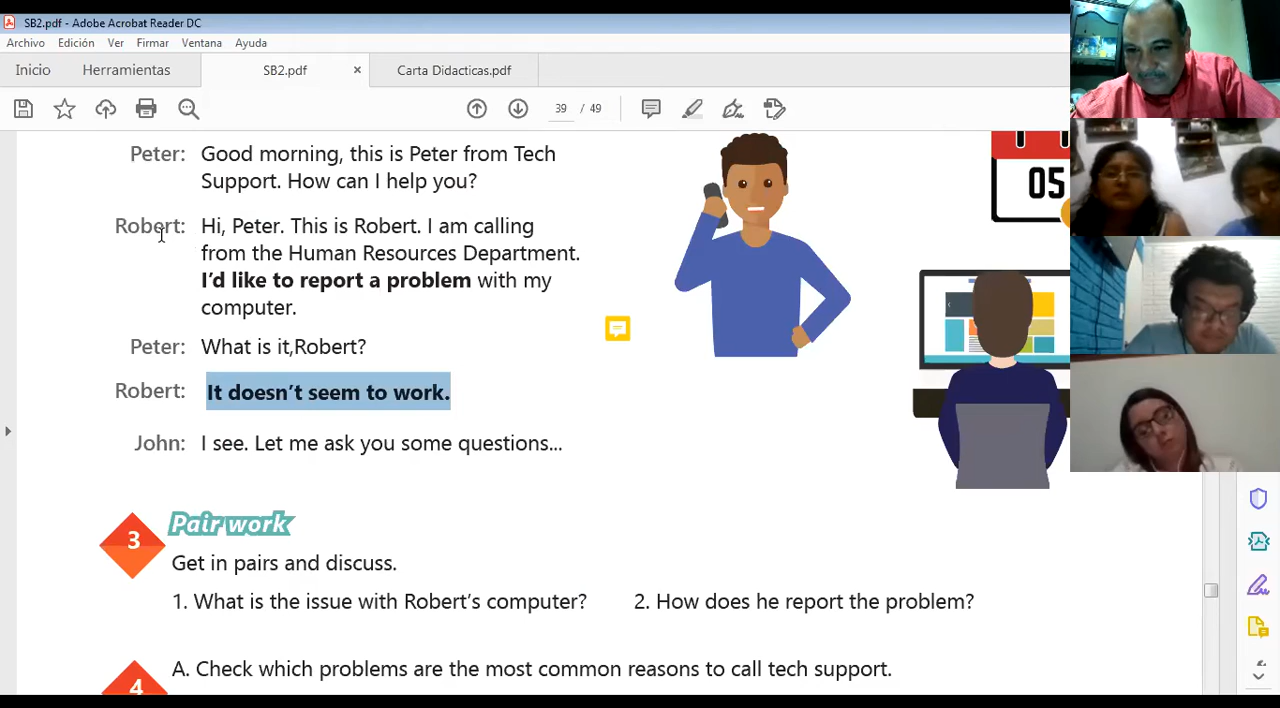 SB2.pdf - Adobe Acrobat Reader DC
Archivo Edición Ver Firmar Ventana Ayuda
Inicio Herramientas SB2.pdf × Carta Didacticas.pdf
39 / 49
Peter: Good morning, this is Peter from Tech
Support. How can I help you?
05
Robert: Hi, Peter. This is Robert. I am calling
from the Human Resources Department.
I'd like to report a problem with my
computer.
Peter: What is it,Robert?
Robert: It doesn't seem to work.
John: I see. Let me ask you some questions...
3 Pair work
Get in pairs and discuss.
1. What is the issue with Robert's computer? 2. How does he report the problem?
4 A. Check which problems are the most common reasons to call tech support.